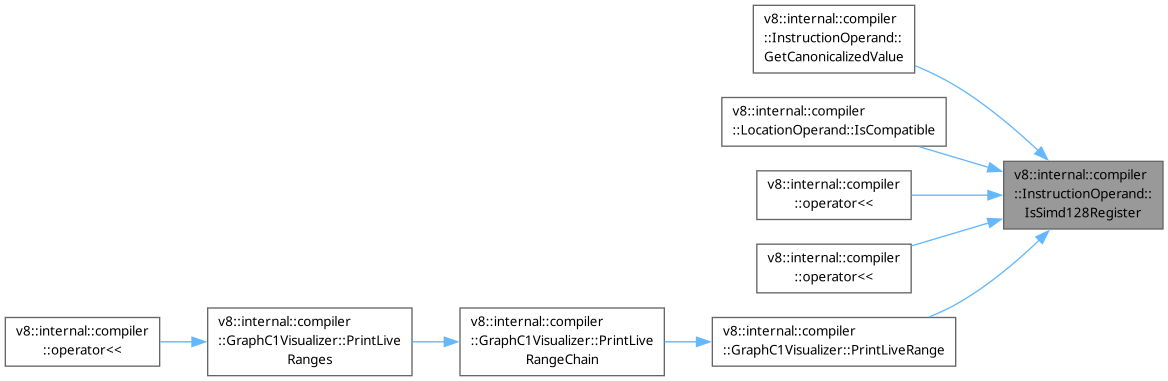 v8::internal::compiler
::InstructionOperand::
GetCanonicalizedValue
v8::internal::compiler
::LocationOperand::IsCompatible
v8::internal::compiler
::InstructionOperand::
IsSimd128Register
v8::internal::compiler
::operator<<
v8::internal::compiler
::operator<<
v8::internal::compiler
::operator<<
v8::internal::compiler
::GraphC1Visualizer::PrintLive
Ranges
v8::internal::compiler
::GraphC1Visualizer::PrintLive
RangeChain
v8::internal::compiler
::GraphC1Visualizer::PrintLiveRange